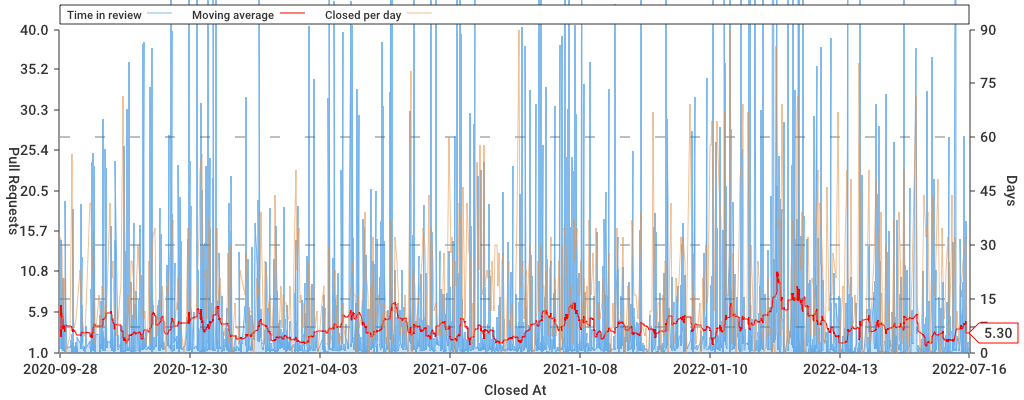 Time in review Moving average Closed per day
40.0 90
35.2 75
30.3 60
25.4
20.5 45
15.7 30
10.8 15
5.9 5.30
1.0 0
Pull Requests
Days
2020-09-28 2020-12-30 2021-04-03 2021-07-06 2021-10-08 2022-01-10 2022-04-13 2022-07-16
Closed At